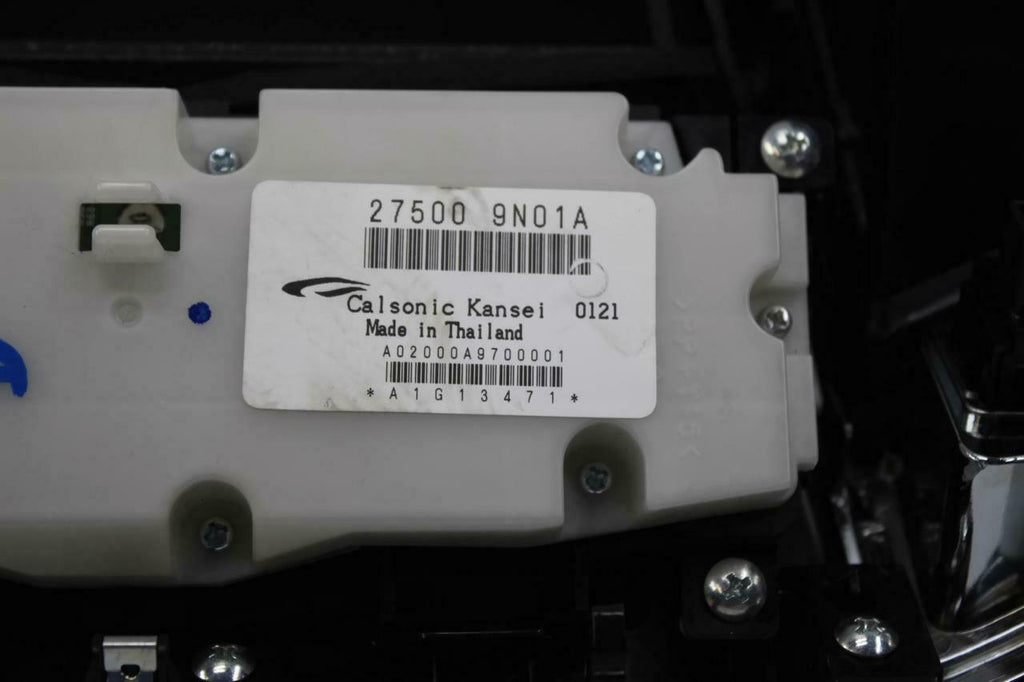 27500 9N01A
Calsonic Kansei 0121
Made in Thailand
A02000A9700001
*A1G13471*